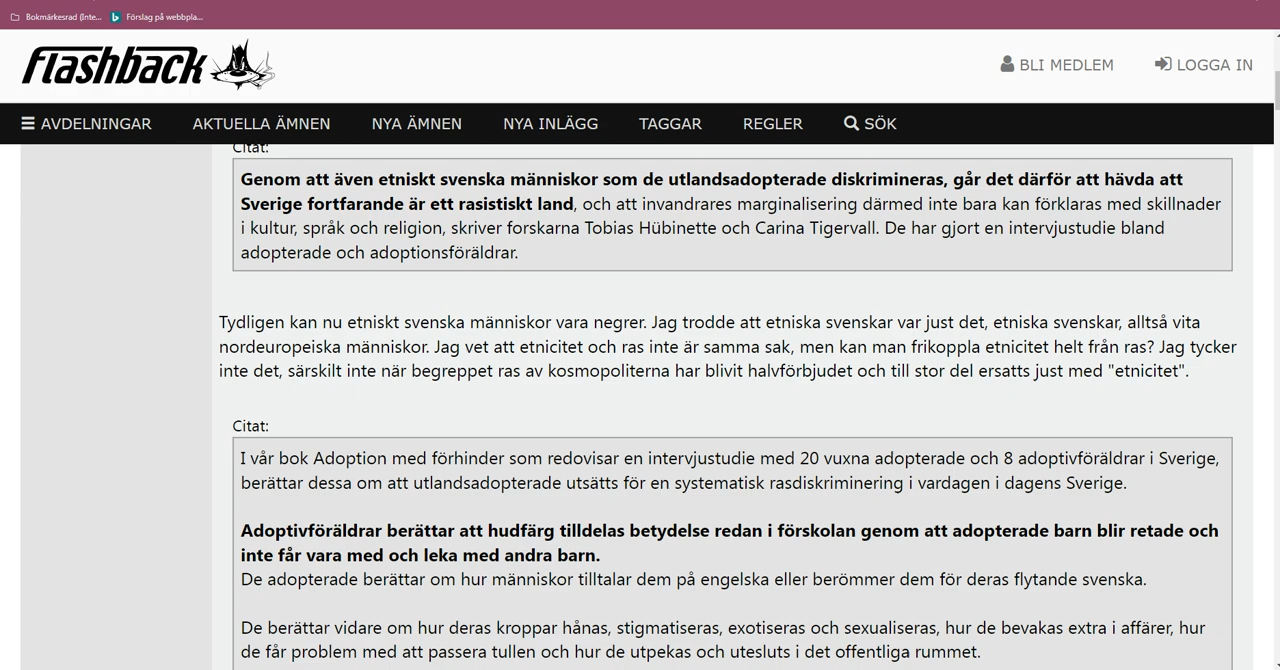 Bokmärkesrad (Inte...
Förslag på webbpla...
flashback
BLI MEDLEM
LOGGA IN
AVDELNINGAR
AKTUELLA ÄMNEN
NYA ÄMNEN
NYA INLÄGG
TAGGAR
REGLER
SÖK
Citat:
Genom att även etniskt svenska människor som de utlandsadopterade diskrimineras, går det därför att hävda att
Sverige fortfarande är ett rasistiskt land, och att invandrares marginalisering därmed inte bara kan förklaras med skillnader
i kultur, språk och religion, skriver forskarna Tobias Hübinette och Carina Tigervall. De har gjort en intervjustudie bland
adopterade och adoptionsföräldrar.
Tydligen kan nu etniskt svenska människor vara negrer. Jag trodde att etniska svenskar var just det, etniska svenskar, alltså vita
nordeuropeiska människor. Jag vet att etnicitet och ras inte är samma sak, men kan man frikoppla etnicitet helt från ras? Jag tycker
inte det, särskilt inte när begreppet ras av kosmopoliterna har blivit halvförbjudet och till stor del ersatts just med "etnicitet".
Citat:
I vår bok Adoption med förhinder som redovisar en intervjustudie med 20 vuxna adopterade och 8 adoptivföräldrar i Sverige,
berättar dessa om att utlandsadopterade utsätts för en systematisk rasdiskriminering i vardagen i dagens Sverige.
Adoptivföräldrar berättar att hudfärg tilldelas betydelse redan i förskolan genom att adopterade barn blir retade och
inte får vara med och leka med andra barn.
De adopterade berättar om hur människor tilltalar dem på engelska eller berömmer dem för deras flytande svenska.
De berättar vidare om hur deras kroppar hånas, stigmatiseras, exotiseras och sexualiseras, hur de bevakas extra i affärer, hur
de får problem med att passera tullen och hur de utpekas och utesluts i det offentliga rummet.